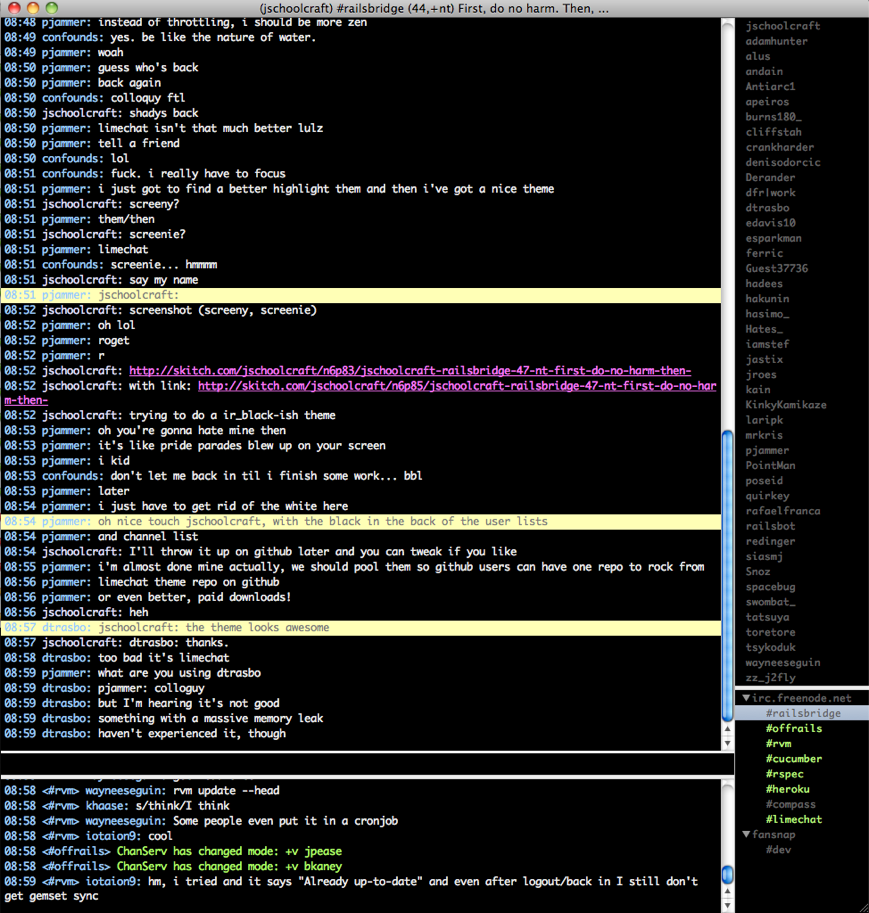 (jschoolcraft) #railsbridge (44,+nt) First, do no harm. Then, ...
08:48 pjammer: instead of throttling, i should be more zen
08:49 confounds: yes. be like the nature of water.
08:49 pjammer: woah
08:50 pjammer: guess who's back
08:50 pjammer: back again
08:50 confounds: colloquy ftl
08:50 jschoolcraft: shadys back
08:50 pjammer: limechat isn't that much better lulz
08:50 pjammer: tell a friend
08:50 confounds: lol
08:51 confounds: fuck. i really have to focus
08:51 pjammer: i just got to find a better highlight them and then i've got a nice theme
08:51 jschoolcraft: screeny?
08:51 pjammer: them/then
08:51 jschoolcraft: screenie?
08:51 pjammer: limechat
08:51 confounds: screenie... hmmmm
08:51 jschoolcraft: say my name
08:51 pjammer: jschoolcraft:
08:52 jschoolcraft: screenshot (screeny, screenie)
08:52 pjammer: oh lol
08:52 pjammer: roget
08:52 pjammer: r
08:52 jschoolcraft: http://skitch.com/jschoolcraft/n6p83/jschoolcraft-railsbridge-47-nt-first-do-no-harm-then-
08:52 jschoolcraft: with link: http://skitch.com/jschoolcraft/n6p85/jschoolcraft-railsbridge-47-nt-first-do-no-har
m-then-
08:52 jschoolcraft: trying to do a ir_black-ish theme
08:53 pjammer: oh you're gonna hate mine then
08:53 pjammer: it's like pride parades blew up on your screen
08:53 pjammer: i kid
08:53 confounds: don't let me back in til i finish some work... bbl
08:53 pjammer: later
08:54 pjammer: i just have to get rid of the white here
08:54 pjammer: oh nice touch jschoolcraft, with the black in the back of the user lists
08:54 pjammer: and channel list
08:54 jschoolcraft: I'll throw it up on github later and you can tweak if you like
08:55 pjammer: i'm almost done mine actually, we should pool them so github users can have one repo to rock from
08:56 pjammer: limechat theme repo on github
08:56 pjammer: or even better, paid downloads!
08:56 jschoolcraft: heh
08:57 dtrasbo: jschoolcraft: the theme looks awesome
08:57 jschoolcraft: dtrasbo: thanks.
08:58 dtrasbo: too bad it's limechat
08:59 pjammer: what are you using dtrasbo
08:59 dtrasbo: pjammer: colloguy
08:59 dtrasbo: but I'm hearing it's not good
08:59 dtrasbo: something with a massive memory leak
08:59 dtrasbo: haven't experienced it, though
08:58 <#rvm> wayneeseguin: rvm update --head
08:58 <#rvm> khaase: s/think/I think
08:58 <#rvm> wayneeseguin: Some people even put it in a cronjob
08:58 <#rvm> iotaion9: cool
08:58 <#offrails> ChanServ has changed mode: +v jpease
08:58 <#offrails> ChanServ has changed mode: +v bkaney
08:59 <#rvm> iotaion9: hm, i tried and it says "Already up-to-date" and even after logout/back in I still don't
get gemset sync
jschoolcraft
adamhunter
alus
andain
Antiarc1
apeiros
burns180_
cliffstah
crankharder
denisodorcic
Derander
dfr|work
dtrasbo
edavis10
esparkman
ferric
Guest37736
hadees
hakunin
hasimo_
Hates_
iamstef
jastix
jroes
kain
KinkyKamikaze
laripk
mrkris
pjammer
PointMan
poseid
quirkey
rafaelfranca
railsbot
redinger
siasmj
Snoz
spacebug
swombat_
tatsuya
toretore
tsykoduk
wayneeseguin
zz_j2fly
irc.freenode.net
#railsbridge
#offrails
#rvm
#cucumber
#rspec
#heroku
#compass
#limechat
fansnap
#dev